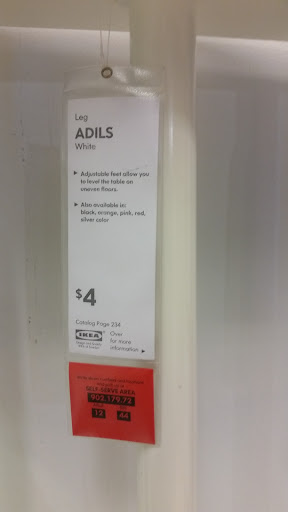 Leg
ADILS
White
▸ Adjustable feet allow you
to level the table on
uneven floors.
▸ Also available in:
black, orange, pink, red,
silver color
$4
Catalog Page 234
IKEA
Over
for more
information ▸
SELF-SERVE AREA
902.179.72
12 44